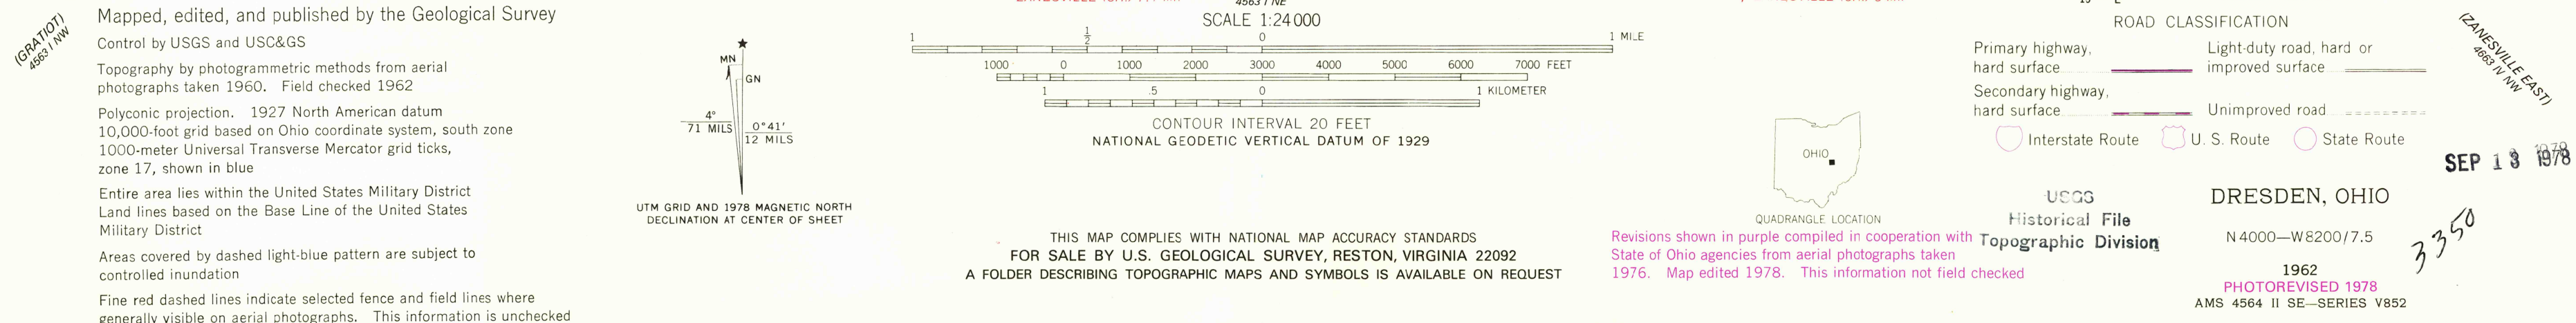 (GRATIOT)
4563 I NW
Mapped, edited, and published by the Geological Survey
Control by USGS and USC&GS
Topography by photogrammetric methods from aerial
photographs taken 1960. Field checked 1962
Polyconic projection. 1927 North American datum
10,000-foot grid based on Ohio coordinate system, south zone
1000-meter Universal Transverse Mercator grid ticks,
zone 17, shown in blue
Entire area lies within the United States Military District
Land lines based on the Base Line of the United States
Military District
Areas covered by dashed light-blue pattern are subject to
controlled inundation
Fine red dashed lines indicate selected fence and field lines where
generally visible on aerial photographs. This information is unchecked
MN
GN
4°
71 MILS
0°41′
12 MILS
UTM GRID AND 1978 MAGNETIC NORTH
DECLINATION AT CENTER OF SHEET
4563 I NE
SCALE 1:24 000
1 ½ 0 1 MILE
1000 0 1000 2000 3000 4000 5000 6000 7000 FEET
1 .5 0 1 KILOMETER
CONTOUR INTERVAL 20 FEET
NATIONAL GEODETIC VERTICAL DATUM OF 1929
THIS MAP COMPLIES WITH NATIONAL MAP ACCURACY STANDARDS
FOR SALE BY U.S. GEOLOGICAL SURVEY, RESTON, VIRGINIA 22092
A FOLDER DESCRIBING TOPOGRAPHIC MAPS AND SYMBOLS IS AVAILABLE ON REQUEST
OHIO
QUADRANGLE LOCATION
Revisions shown in purple compiled in cooperation with
State of Ohio agencies from aerial photographs taken
1976. Map edited 1978. This information not field checked
ROAD CLASSIFICATION
Primary highway,
hard surface
Light-duty road, hard or
improved surface
Secondary highway,
hard surface
Unimproved road
Interstate Route
U. S. Route
State Route
USGS
Historical File
Topographic Division
(ZANESVILLE EAST)
4663 IV NW
SEP 13 1978
DRESDEN, OHIO
N4000—W8200/7.5
3350
1962
PHOTOREVISED 1978
AMS 4564 II SE—SERIES V852